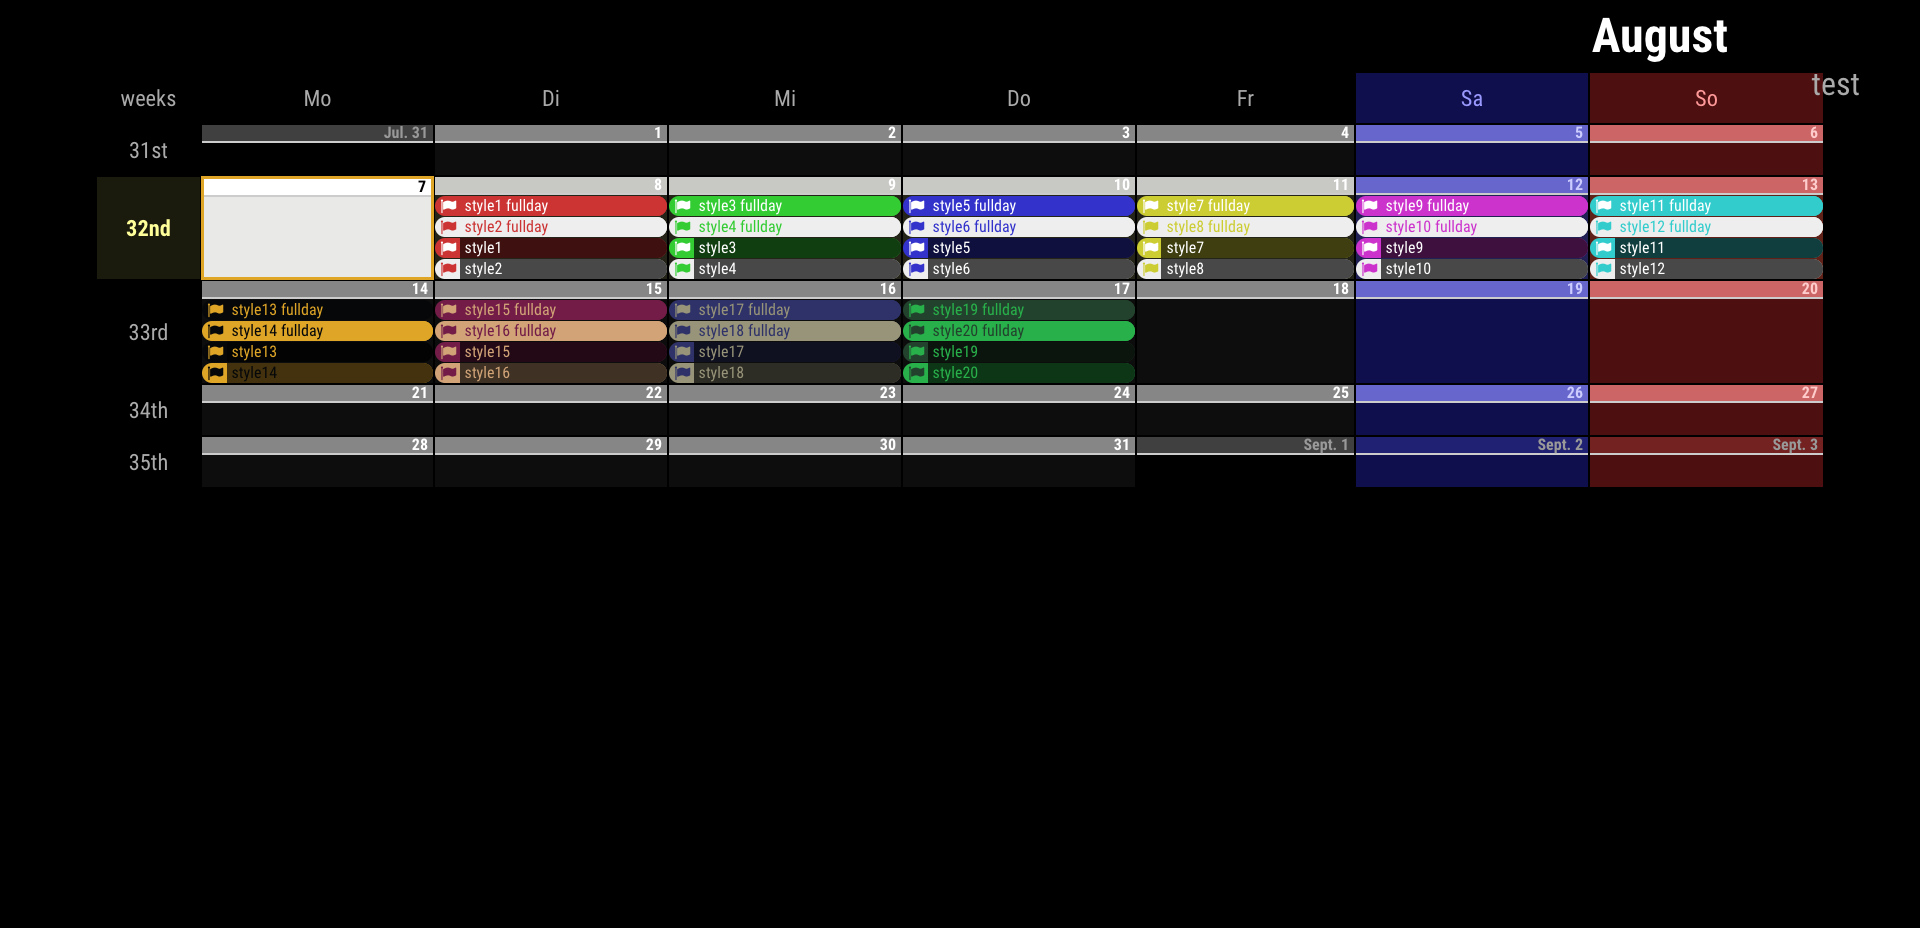 August
test
weeks Mo Di Mi Do Fr Sa So
31st Jul. 31 1 2 3 4 5 6
32nd 7 8 9 10 11 12 13
style1 fullday style3 fullday style5 fullday style7 fullday style9 fullday style11 fullday
style2 fullday style4 fullday style6 fullday style8 fullday style10 fullday style12 fullday
style1 style3 style5 style7 style9 style11
style2 style4 style6 style8 style10 style12
33rd 14 15 16 17 18 19 20
style13 fullday style15 fullday style17 fullday style19 fullday
style14 fullday style16 fullday style18 fullday style20 fullday
style13 style15 style17 style19
style14 style16 style18 style20
34th 21 22 23 24 25 26 27
35th 28 29 30 31 Sept. 1 Sept. 2 Sept. 3